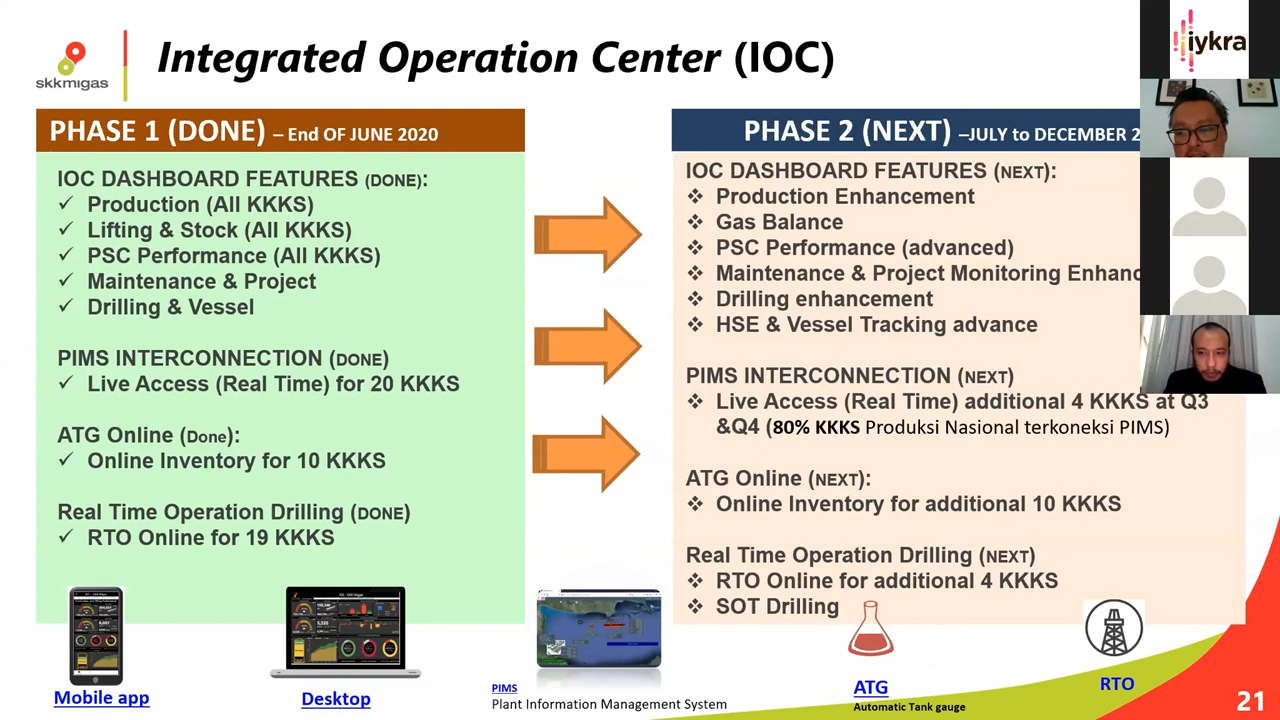 Integrated Operation Center (IOC)
skkmigas
iykra
PHASE 1 (DONE) – End OF JUNE 2020
IOC DASHBOARD FEATURES (DONE):
✓ Production (All KKKS)
✓ Lifting & Stock (All KKKS)
✓ PSC Performance (All KKKS)
✓ Maintenance & Project
✓ Drilling & Vessel
PIMS INTERCONNECTION (DONE)
✓ Live Access (Real Time) for 20 KKKS
ATG Online (Done):
✓ Online Inventory for 10 KKKS
Real Time Operation Drilling (DONE)
✓ RTO Online for 19 KKKS
PHASE 2 (NEXT) –JULY to DECEMBER 2
IOC DASHBOARD FEATURES (NEXT):
❖ Production Enhancement
❖ Gas Balance
❖ PSC Performance (advanced)
❖ Maintenance & Project Monitoring Enhanc
❖ Drilling enhancement
❖ HSE & Vessel Tracking advance
PIMS INTERCONNECTION (NEXT)
❖ Live Access (Real Time) additional 4 KKKS at Q3
&Q4 (80% KKKS Produksi Nasional terkoneksi PIMS)
ATG Online (NEXT):
❖ Online Inventory for additional 10 KKKS
Real Time Operation Drilling (NEXT)
❖ RTO Online for additional 4 KKKS
❖ SOT Drilling
Mobile app
Desktop
PIMS
Plant Information Management System
ATG
Automatic Tank gauge
RTO
21